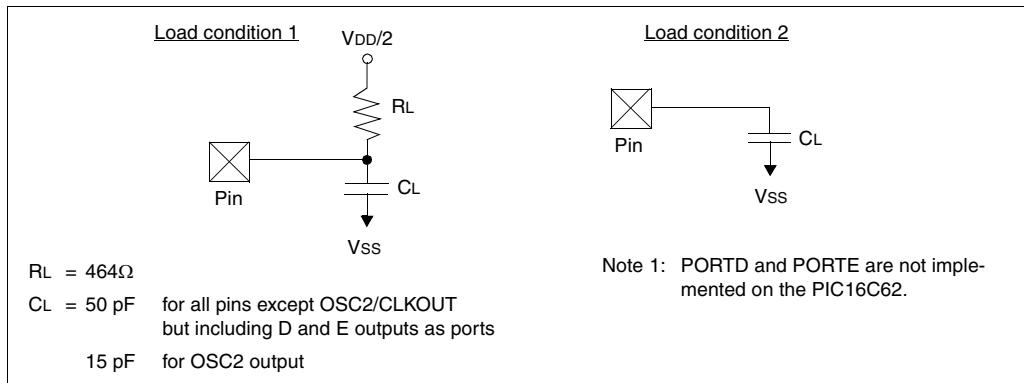 Load condition 1
VDD/2
RL
Pin
CL
VSS
RL = 464Ω
CL = 50 pF for all pins except OSC2/CLKOUT
but including D and E outputs as ports
15 pF for OSC2 output
Load condition 2
Pin
CL
VSS
Note 1: PORTD and PORTE are not imple-
mented on the PIC16C62.